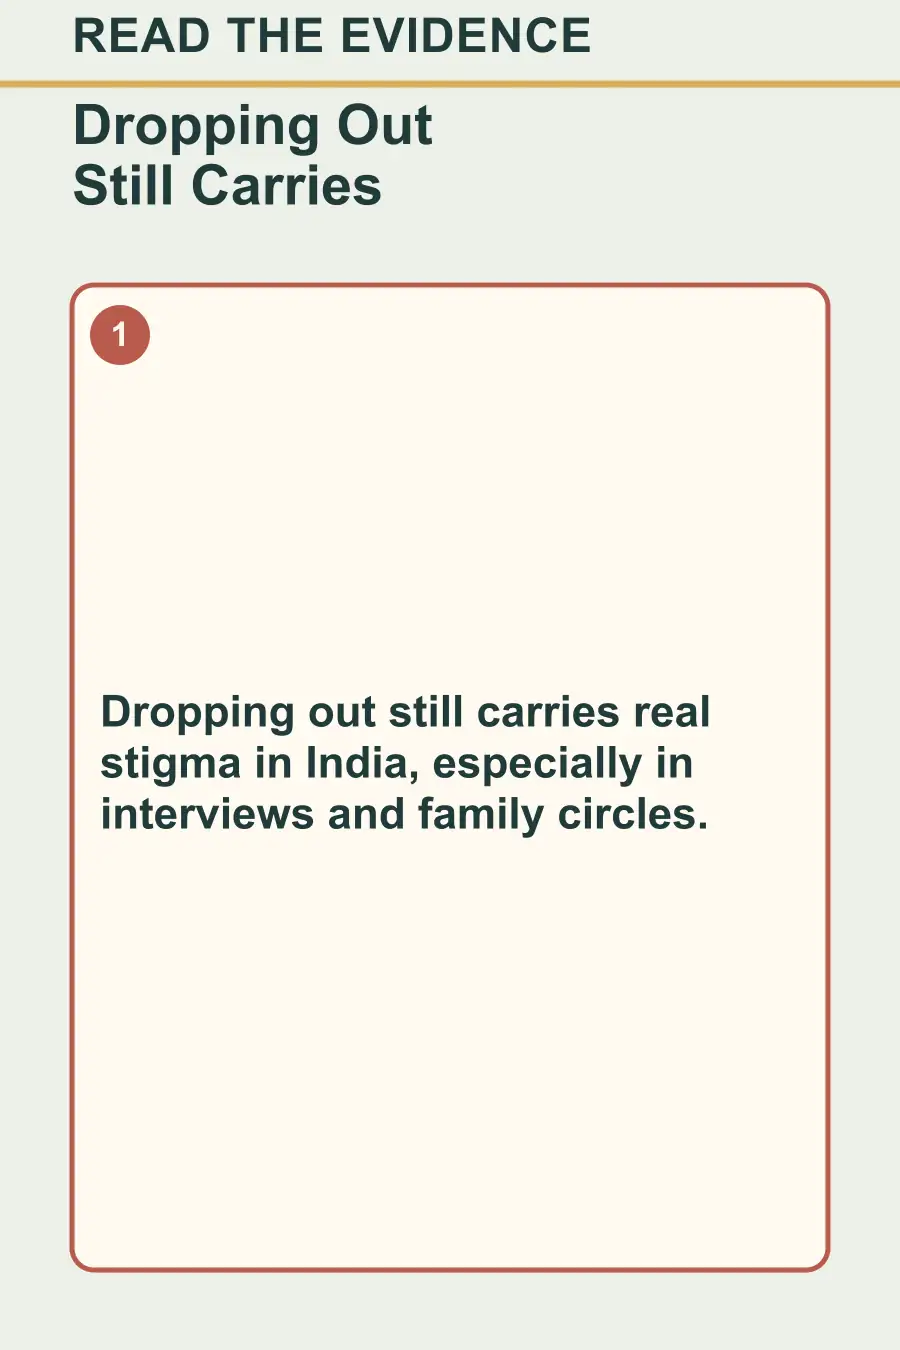 READ THE EVIDENCE
Dropping Out
Still Carries
1
Dropping out still carries real
stigma in India, especially in
interviews and family circles.